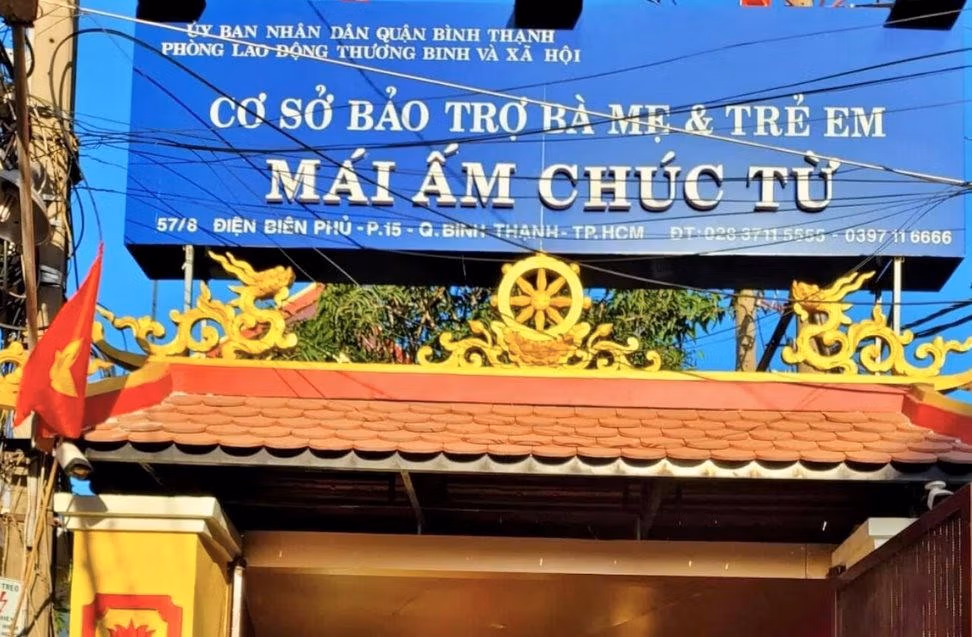 ỦY BAN NHÂN DÂN QUẬN BÌNH THẠNH
PHÒNG LAO ĐỘNG THƯƠNG BINH VÀ XÃ HỘI
CƠ SỞ BẢO TRỢ BÀ MẸ & TRẺ EM
MÁI ẤM CHÚC TỪ
57/8 ĐIỆN BIÊN PHỦ - P.15 - Q. BÌNH THẠNH - TP. HCM ĐT: 028 3711 5555 - 0397 11 6666
TREO